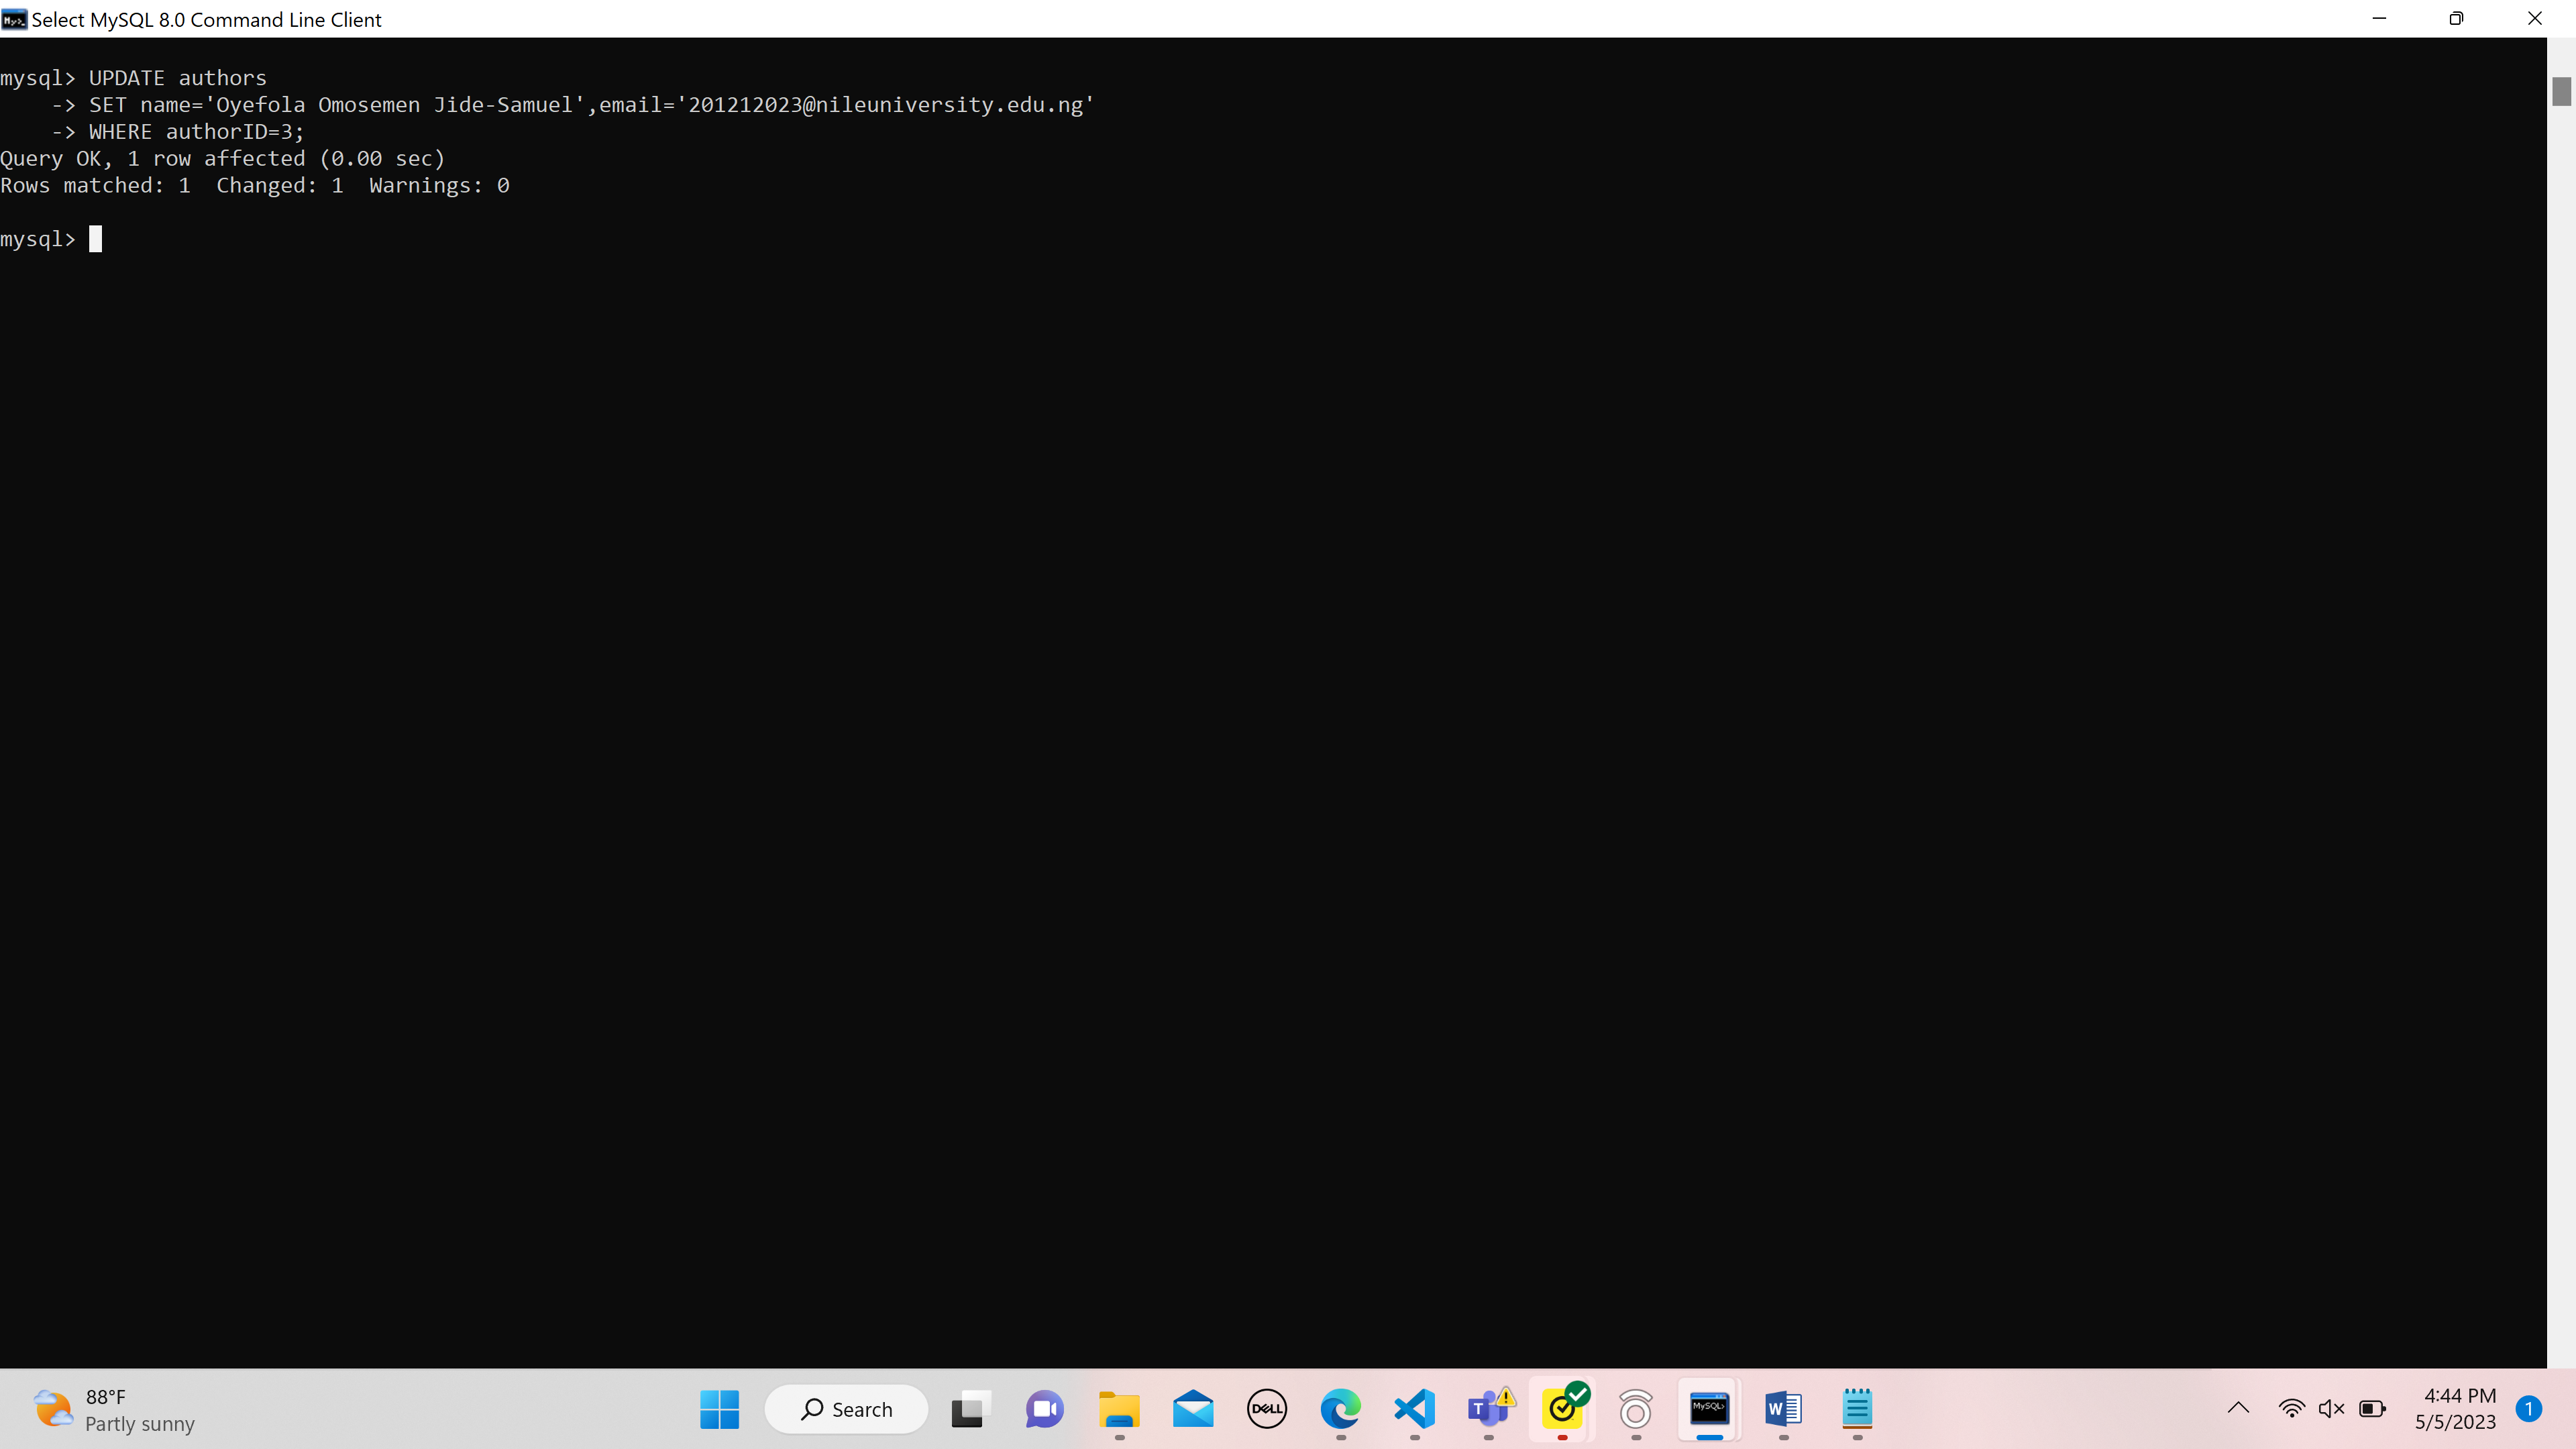 Select MySQL 8.0 Command Line Client
mysql> UPDATE authors
    -> SET name='Oyefola Omosemen Jide-Samuel',email='201212023@nileuniversity.edu.ng'
    -> WHERE authorID=3;
Query OK, 1 row affected (0.00 sec)
Rows matched: 1  Changed: 1  Warnings: 0
mysql>
88°F
Partly sunny
Search
DELL
T
MySQL>
W
4:44 PM
5/5/2023
1